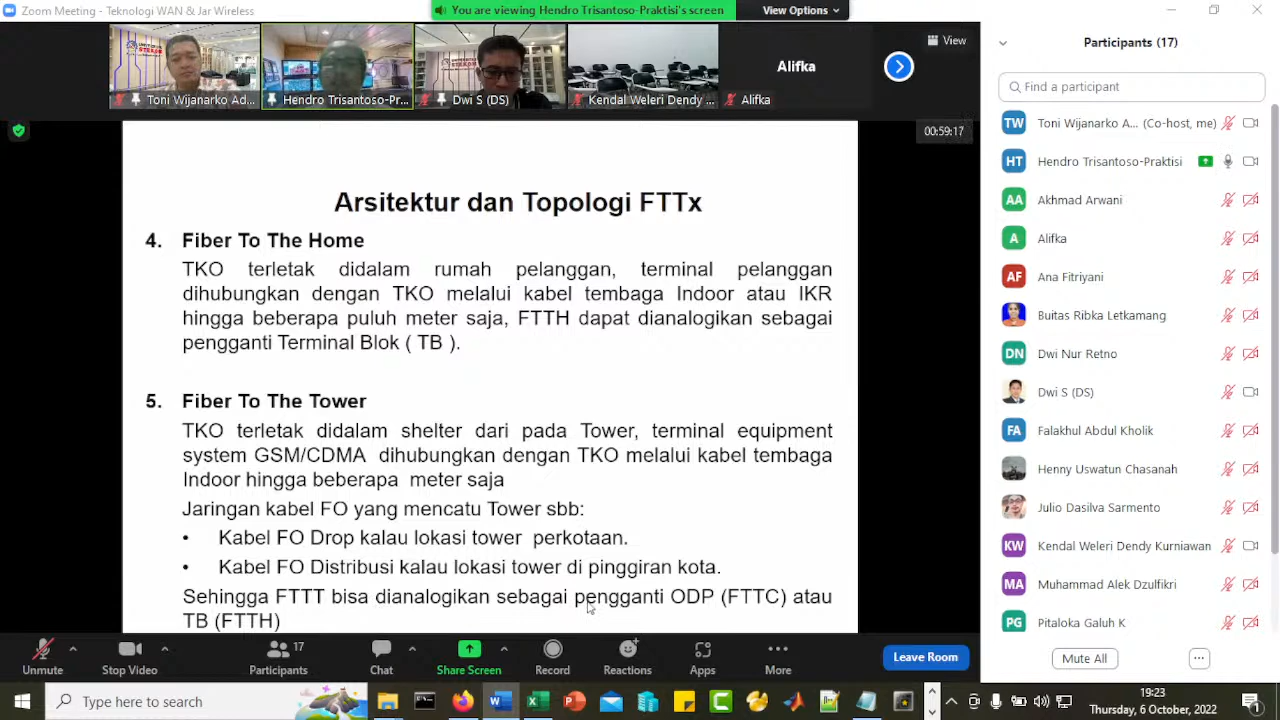 Zoom Meeting - Teknologi WAN & Jar Wireless
You are viewing Hendro Trisantoso-Praktisi's screen
View Options
Toni Wijanarko Ad...
Hendro Trisantoso-Pr...
Dwi S (DS)
Kendal Weleri Dendy ...
Alifka
Alifka
View
00:59:17
Arsitektur dan Topologi FTTx
4. Fiber To The Home
TKO terletak didalam rumah pelanggan, terminal pelanggan
dihubungkan dengan TKO melalui kabel tembaga Indoor atau IKR
hingga beberapa puluh meter saja, FTTH dapat dianalogikan sebagai
pengganti Terminal Blok ( TB ).
5. Fiber To The Tower
TKO terletak didalam shelter dari pada Tower, terminal equipment
system GSM/CDMA dihubungkan dengan TKO melalui kabel tembaga
Indoor hingga beberapa meter saja
Jaringan kabel FO yang mencatu Tower sbb:
• Kabel FO Drop kalau lokasi tower perkotaan.
• Kabel FO Distribusi kalau lokasi tower di pinggiran kota.
Sehingga FTTT bisa dianalogikan sebagai pengganti ODP (FTTC) atau
TB (FTTH)
Participants (17)
Find a participant
TW Toni Wijanarko A... (Co-host, me)
HT Hendro Trisantoso-Praktisi
AA Akhmad Arwani
A Alifka
AF Ana Fitriyani
Buitas Ribka Letkamang
DN Dwi Nur Retno
Dwi S (DS)
FA Falakhul Abdul Kholik
Henny Uswatun Chasanah
Julio Dasilva Sarmento
KW Kendal Weleri Dendy Kurniawan
MA Muhammad Alek Dzulfikri
PG Pitaloka Galuh K
Mute All
...
Unmute
Stop Video
17
Participants
Chat
Share Screen
Record
Reactions
Apps
More
Leave Room
Type here to search
19:23
Thursday, 6 October, 2022